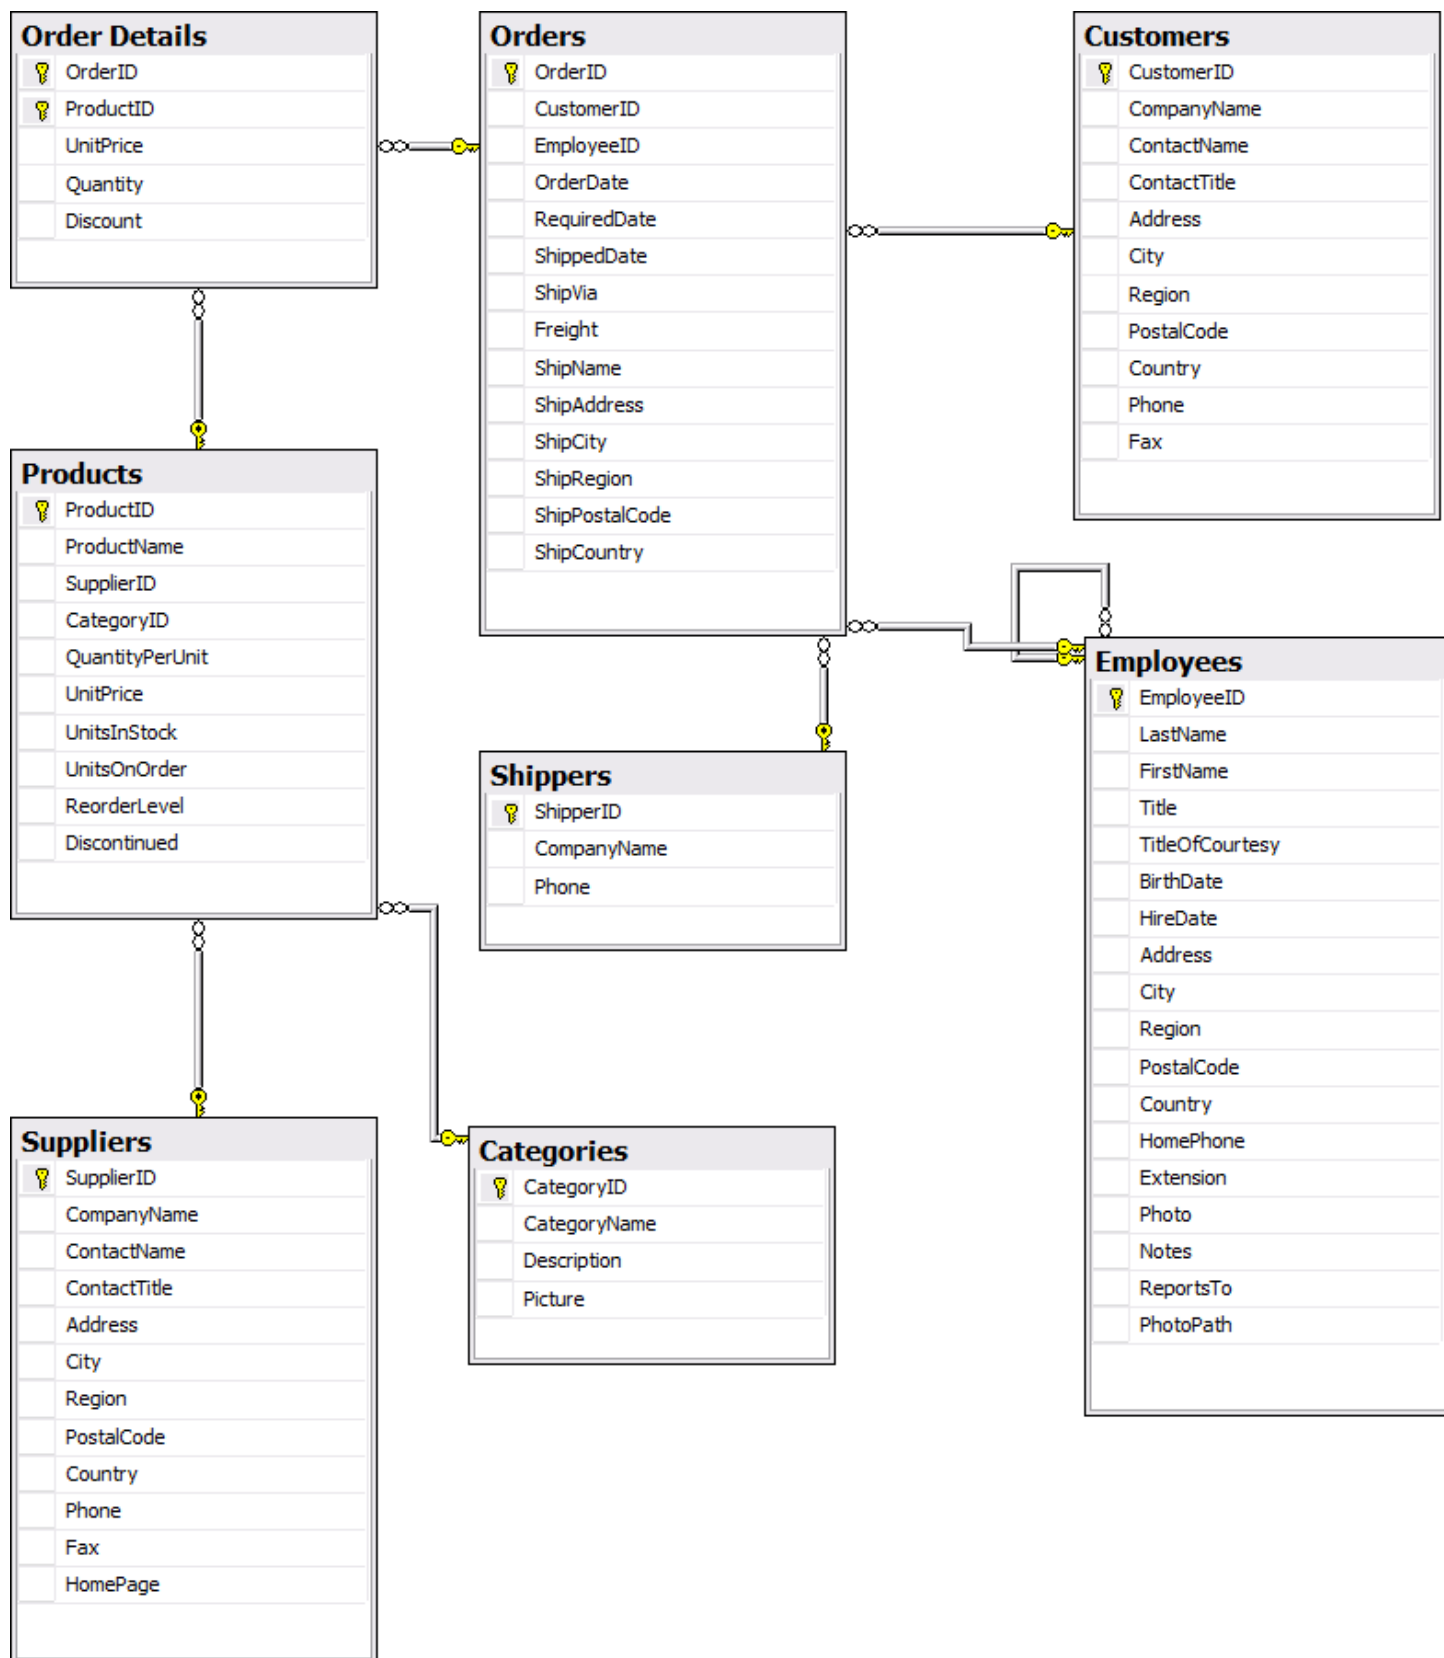 Order Details
OrderID
ProductID
UnitPrice
Quantity
Discount
Orders
OrderID
CustomerID
EmployeeID
OrderDate
RequiredDate
ShippedDate
ShipVia
Freight
ShipName
ShipAddress
ShipCity
ShipRegion
ShipPostalCode
ShipCountry
Customers
CustomerID
CompanyName
ContactName
ContactTitle
Address
City
Region
PostalCode
Country
Phone
Fax
Products
ProductID
ProductName
SupplierID
CategoryID
QuantityPerUnit
UnitPrice
UnitsInStock
UnitsOnOrder
ReorderLevel
Discontinued
Shippers
ShipperID
CompanyName
Phone
Employees
EmployeeID
LastName
FirstName
Title
TitleOfCourtesy
BirthDate
HireDate
Address
City
Region
PostalCode
Country
HomePhone
Extension
Photo
Notes
ReportsTo
PhotoPath
Suppliers
SupplierID
CompanyName
ContactName
ContactTitle
Address
City
Region
PostalCode
Country
Phone
Fax
HomePage
Categories
CategoryID
CategoryName
Description
Picture